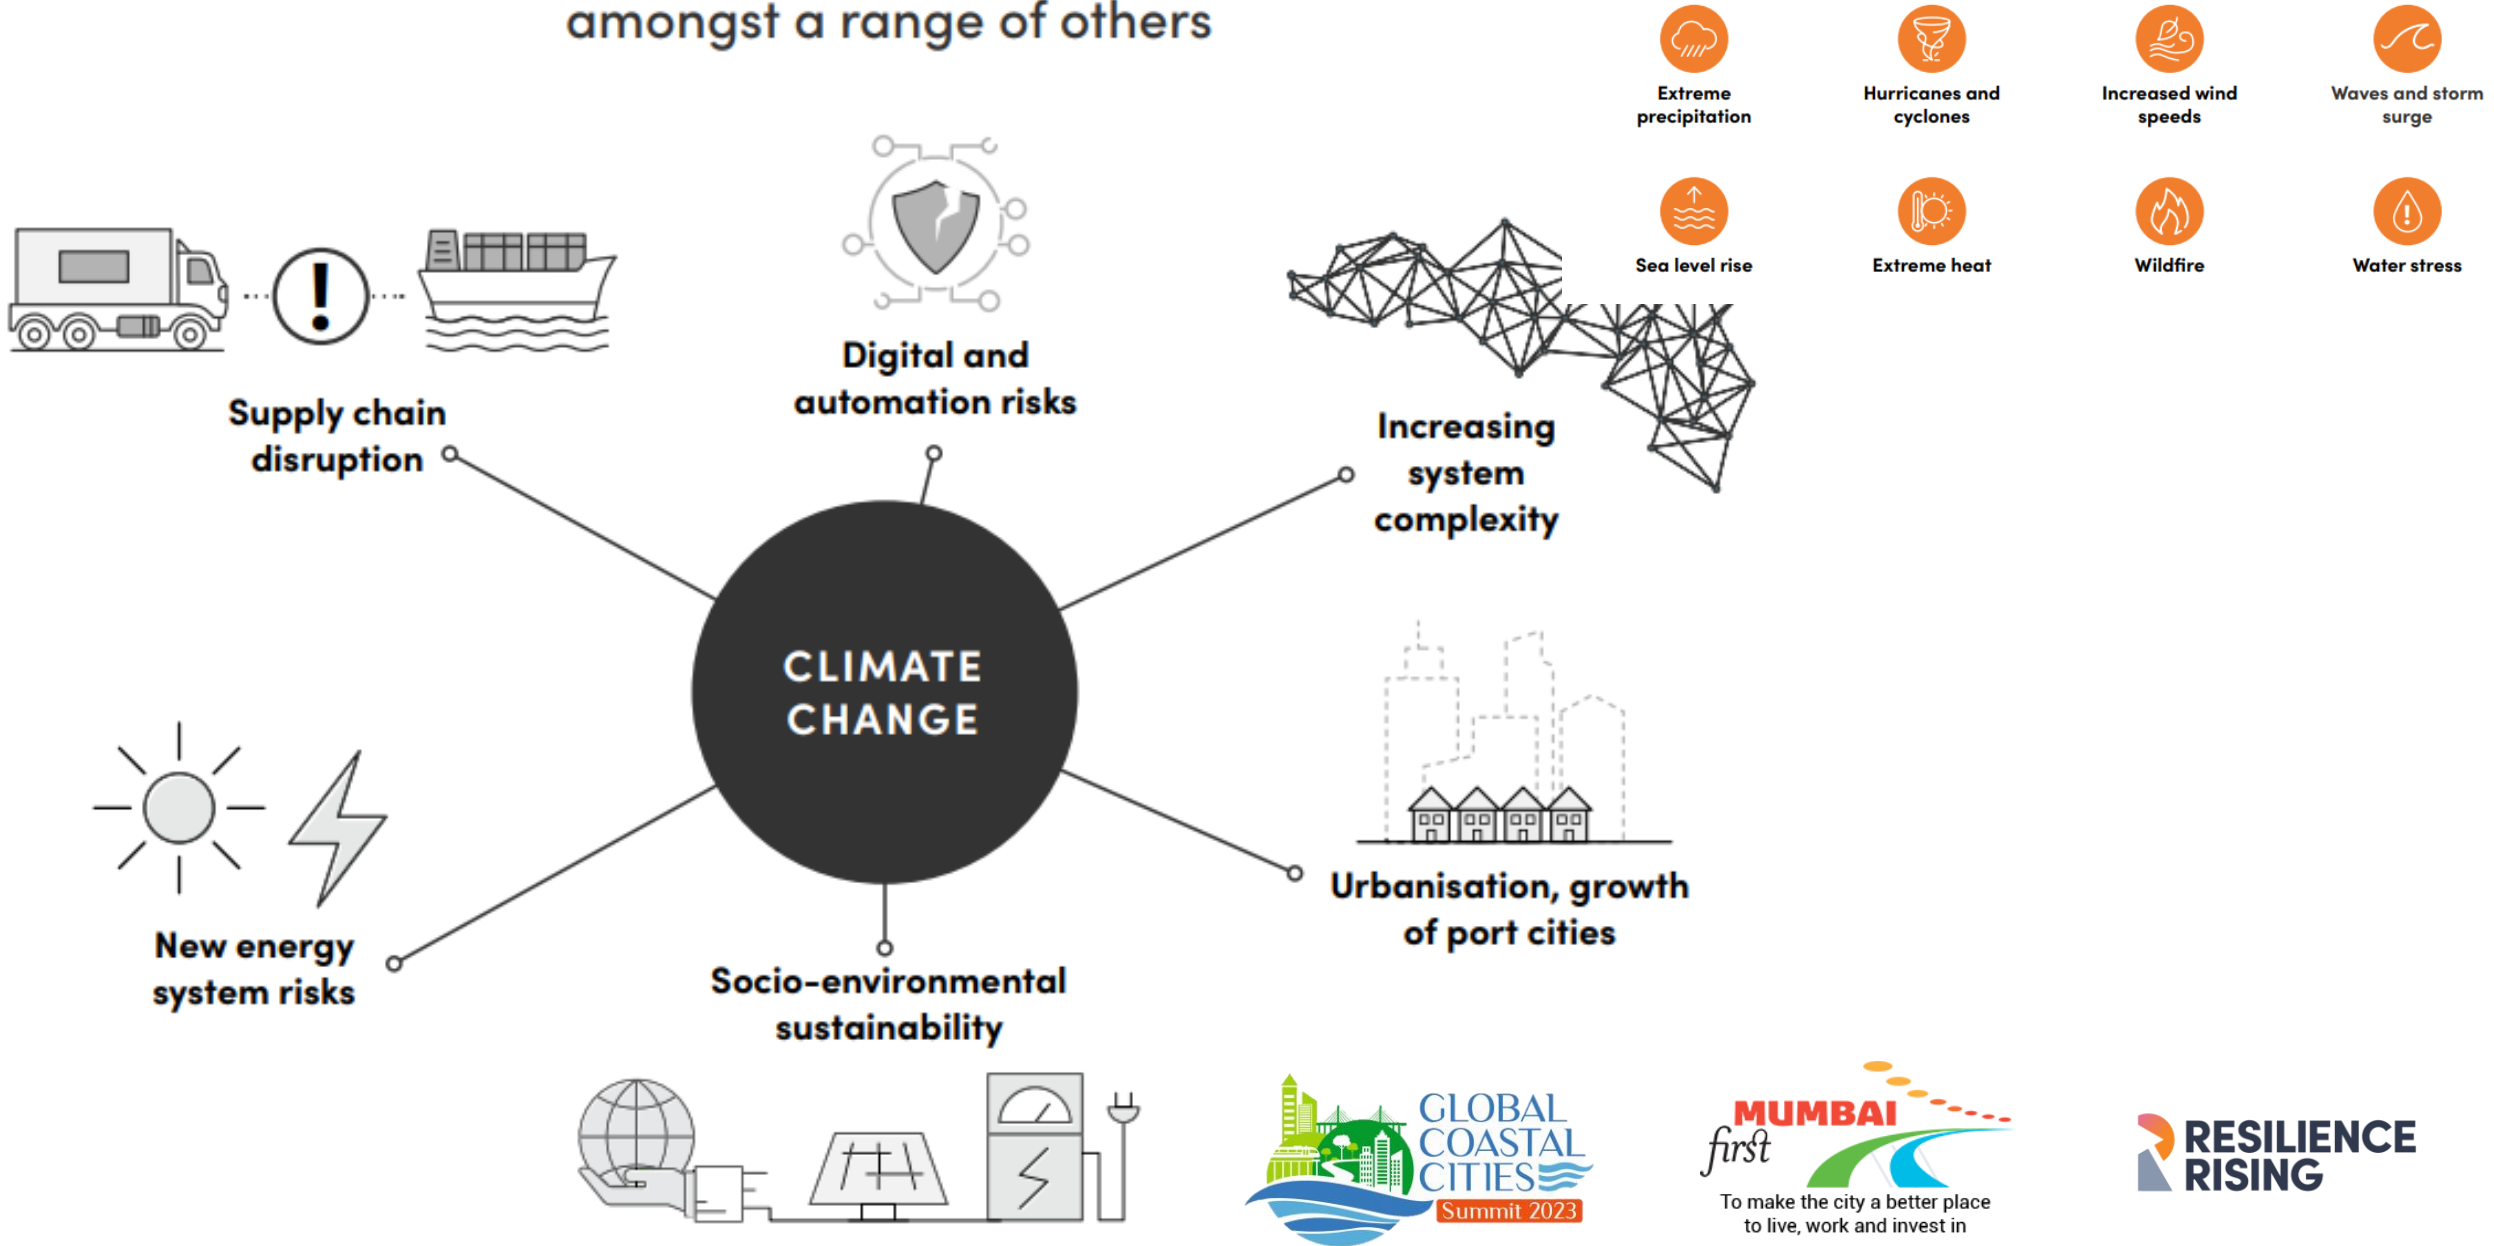 amongst a range of others
Extreme
precipitation
Hurricanes and
cyclones
Increased wind
speeds
Waves and storm
surge
Sea level rise
Extreme heat
Wildfire
Water stress
Supply chain
disruption
Digital and
automation risks
Increasing
system
complexity
CLIMATE
CHANGE
New energy
system risks
Socio-environmental
sustainability
Urbanisation, growth
of port cities
GLOBAL
COASTAL
CITIES
Summit 2023
MUMBAI
first
To make the city a better place
to live, work and invest in
RESILIENCE
RISING